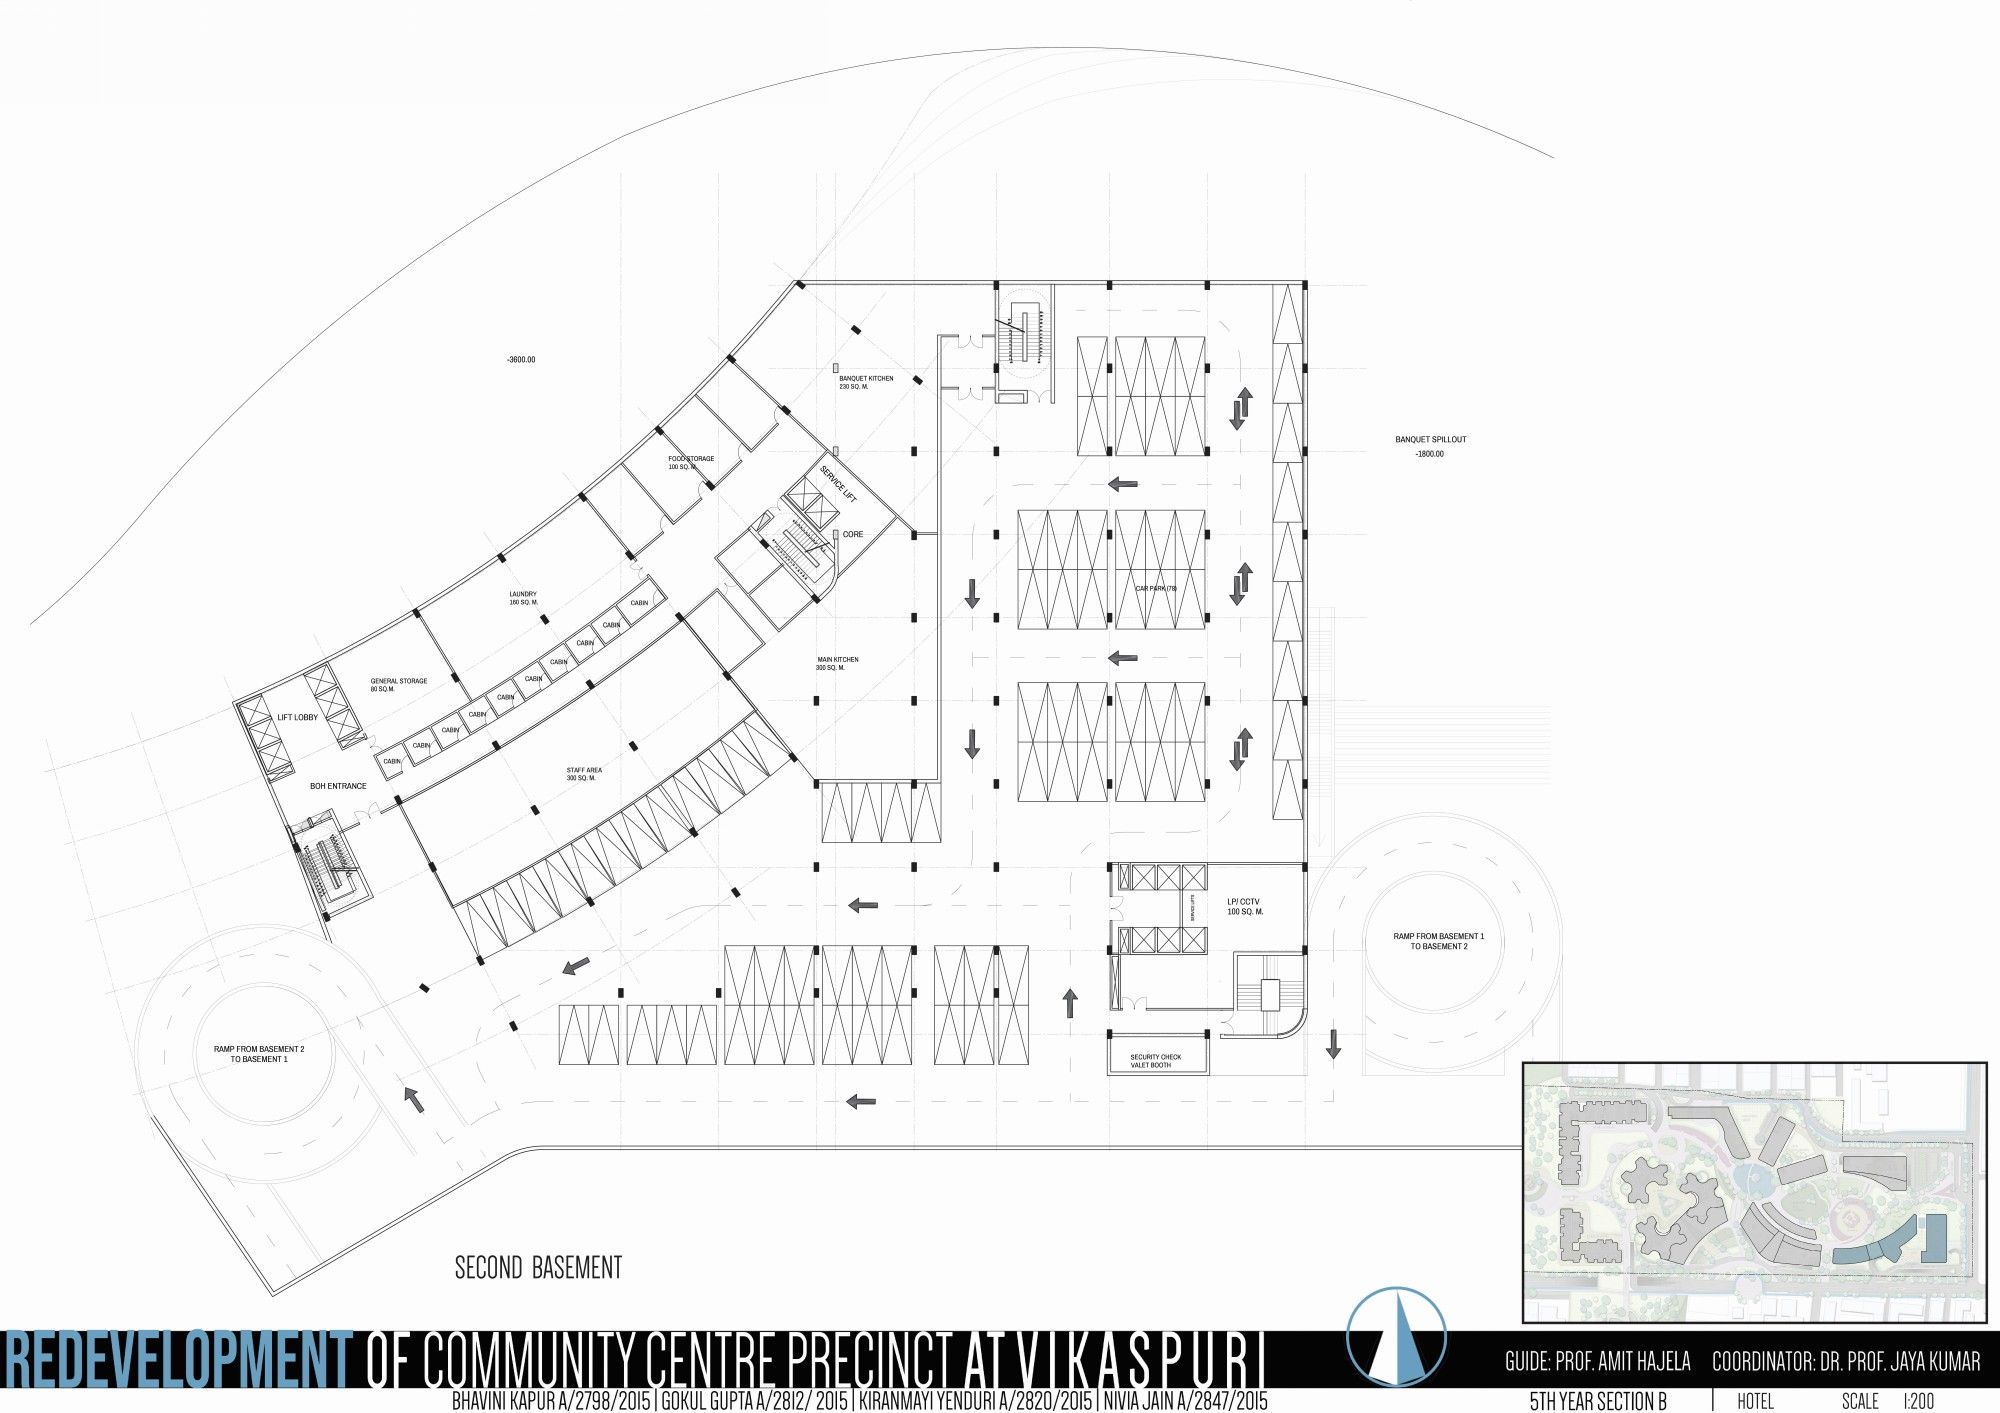 -3600.00
BANQUET KITCHEN
230 SQ. M.
BANQUET SPILLOUT
-1800.00
FOOD STORAGE
100 SQ. M.
SERVICE LIFT
CORE
LAUNDRY
160 SQ. M.
CABIN
CABIN
CABIN
CABIN
CABIN
CABIN
CABIN
CABIN
CABIN
CABIN
CAR PARK (78)
MAIN KITCHEN
300 SQ. M.
GENERAL STORAGE
80 SQ.M.
LIFT LOBBY
STAFF AREA
300 SQ. M.
BOH ENTRANCE
SERVICE LIFTS
LP/ CCTV
100 SQ. M.
RAMP FROM BASEMENT 1
TO BASEMENT 2
RAMP FROM BASEMENT 2
TO BASEMENT 1
SECURITY CHECK
VALET BOOTH
SECOND BASEMENT
REDEVELOPMENT OF COMMUNITY CENTRE PRECINCT AT VIKASPURI
GUIDE: PROF. AMIT HAJELA COORDINATOR: DR. PROF. JAYA KUMAR
BHAVINI KAPUR A/2798/2015 | GOKUL GUPTA A/2812/ 2015 | KIRANMAYI YENDURI A/2820/2015 | NIVIA JAIN A/2847/2015
5TH YEAR SECTION B | HOTEL SCALE 1:200